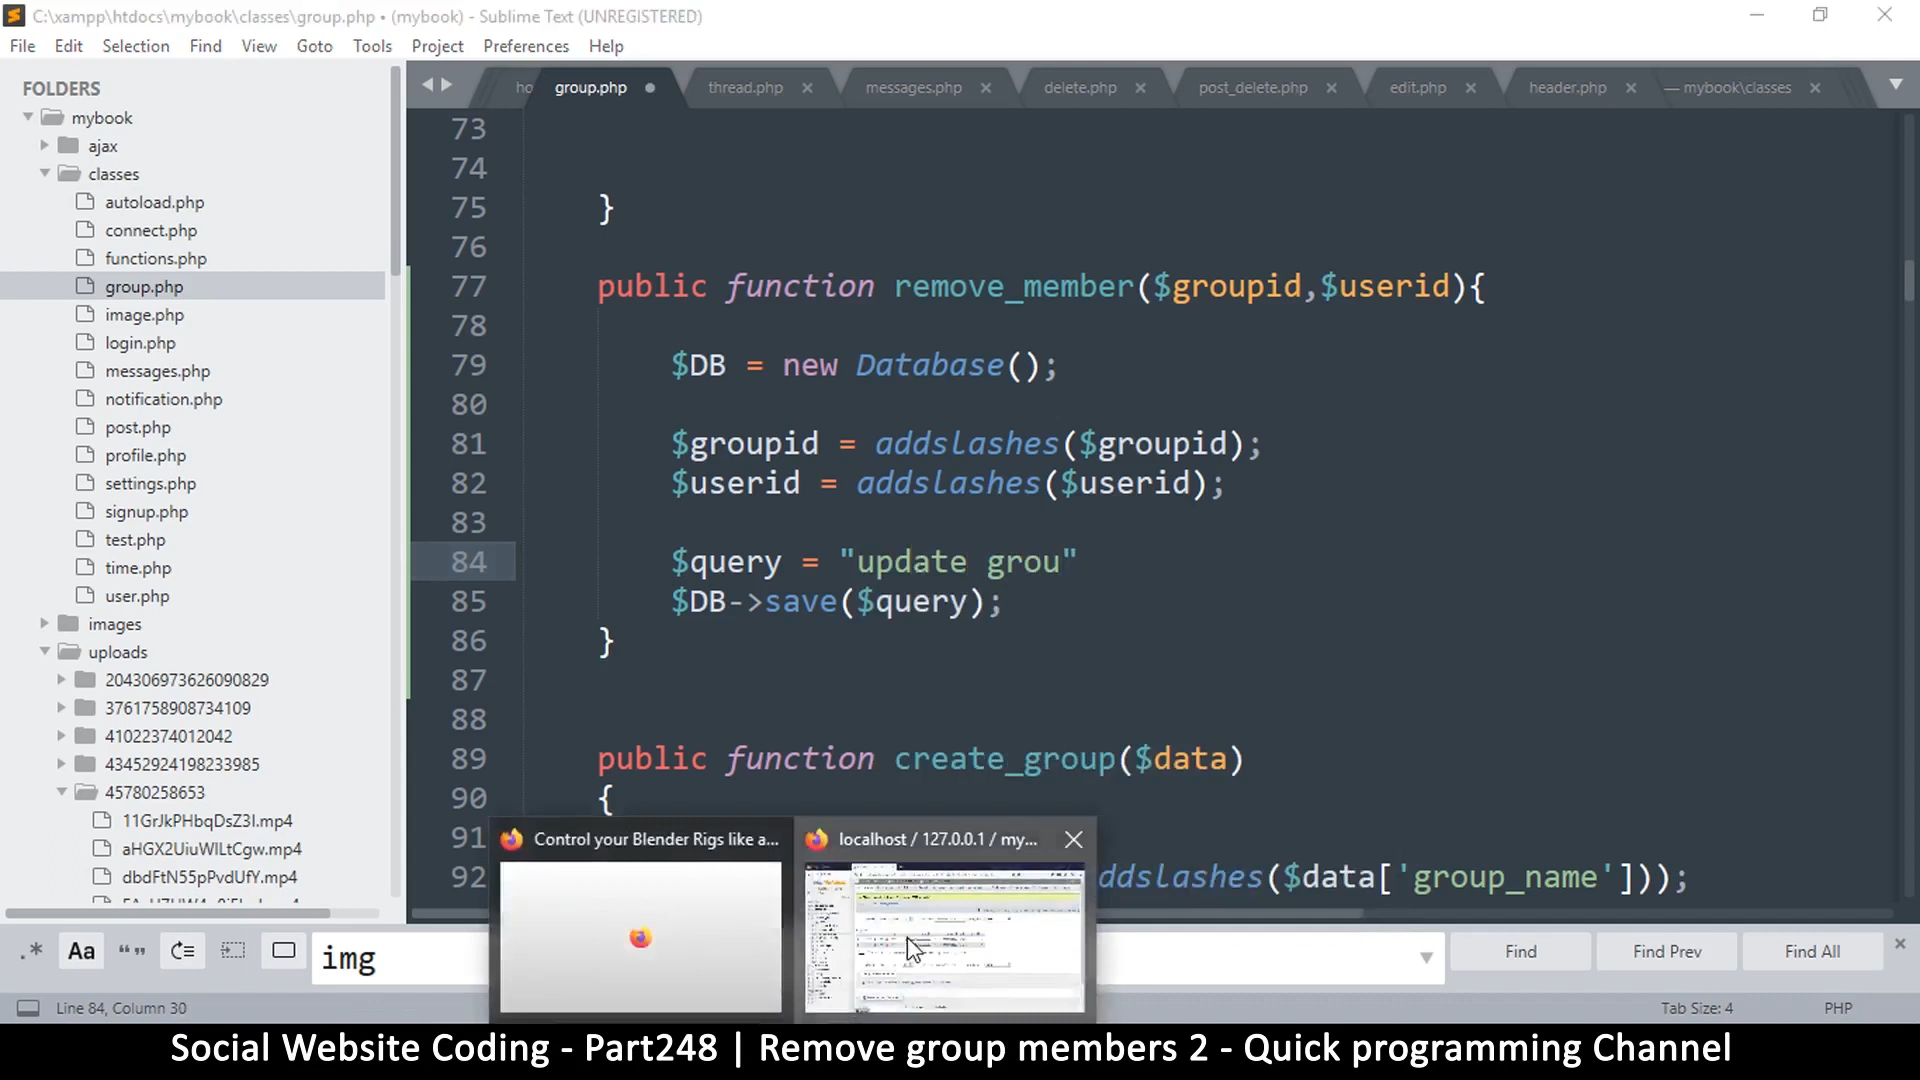 C:\xampp\htdocs\mybook\classes\group.php • (mybook) - Sublime Text (UNREGISTERED)
File Edit Selection Find View Goto Tools Project Preferences Help
FOLDERS
mybook
ajax
classes
autoload.php
connect.php
functions.php
group.php
image.php
login.php
messages.php
notification.php
post.php
profile.php
settings.php
signup.php
test.php
time.php
user.php
images
uploads
204306973626090829
3761758908734109
41022374012042
43452924198233985
45780258653
11GrJkPHbqDsZ3I.mp4
aHGX2UiuWILtCgw.mp4
dbdFtN55pPvdUfY.mp4
ho group.php thread.php messages.php delete.php post_delete.php edit.php header.php — mybook\classes
73
74
75 }
76
77 public function remove_member($groupid,$userid){
78
79 $DB = new Database();
80
81 $groupid = addslashes($groupid);
82 $userid = addslashes($userid);
83
84 $query = "update grou"
85 $DB->save($query);
86 }
87
88
89 public function create_group($data)
90 {
91
92 ddslashes($data['group_name']));
Control your Blender Rigs like a...
localhost / 127.0.0.1 / my...
.* Aa “ ” img Find Find Prev Find All
Line 84, Column 30 Tab Size: 4 PHP
Social Website Coding - Part248 | Remove group members 2 - Quick programming Channel